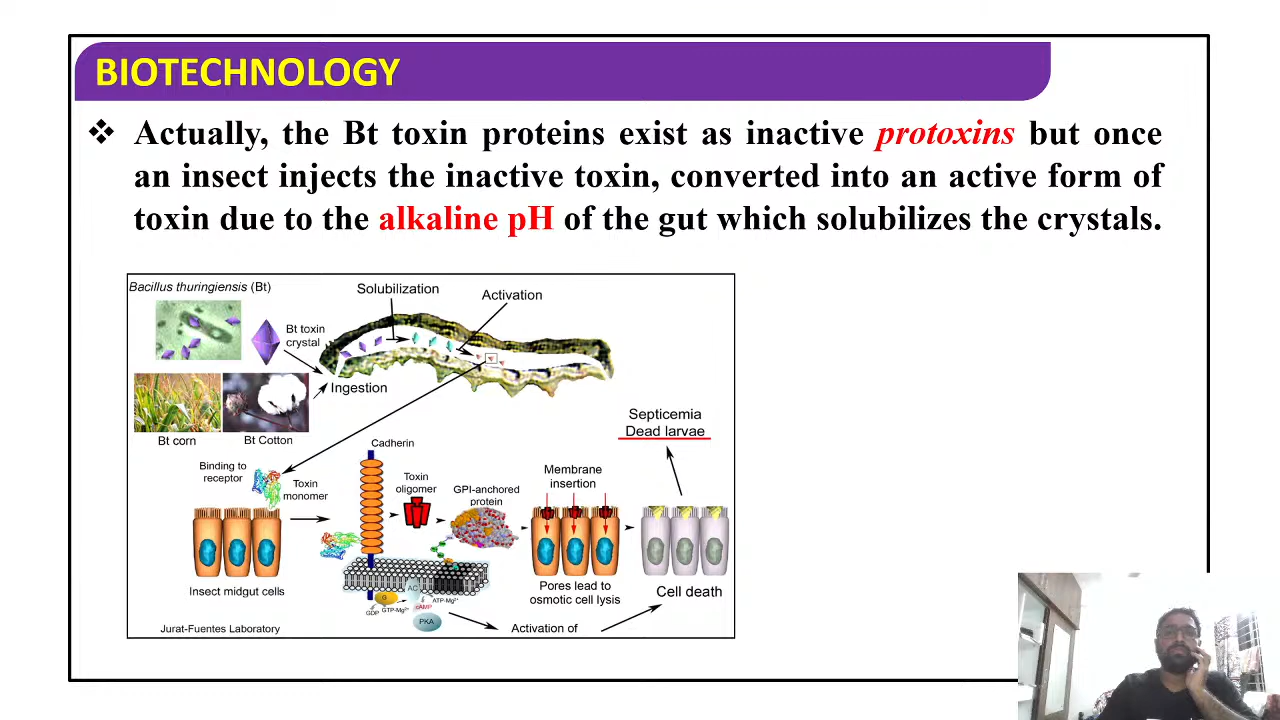 BIOTECHNOLOGY
❖ Actually, the Bt toxin proteins exist as inactive protoxins but once
an insect injects the inactive toxin, converted into an active form of
toxin due to the alkaline pH of the gut which solubilizes the crystals.
Bacillus thuringiensis (Bt)
Solubilization
Activation
Bt toxin
crystal
Ingestion
Bt corn
Bt Cotton
Septicemia
Dead larvae
Cadherin
Binding to
receptor
Toxin
monomer
Toxin
oligomer
GPI-anchored
protein
Membrane
insertion
Insect midgut cells
AC
G
GDP
GTP-Mg²⁺
cAMP
ATP-Mg²⁺
PKA
Pores lead to
osmotic cell lysis
Cell death
Jurat-Fuentes Laboratory
Activation of